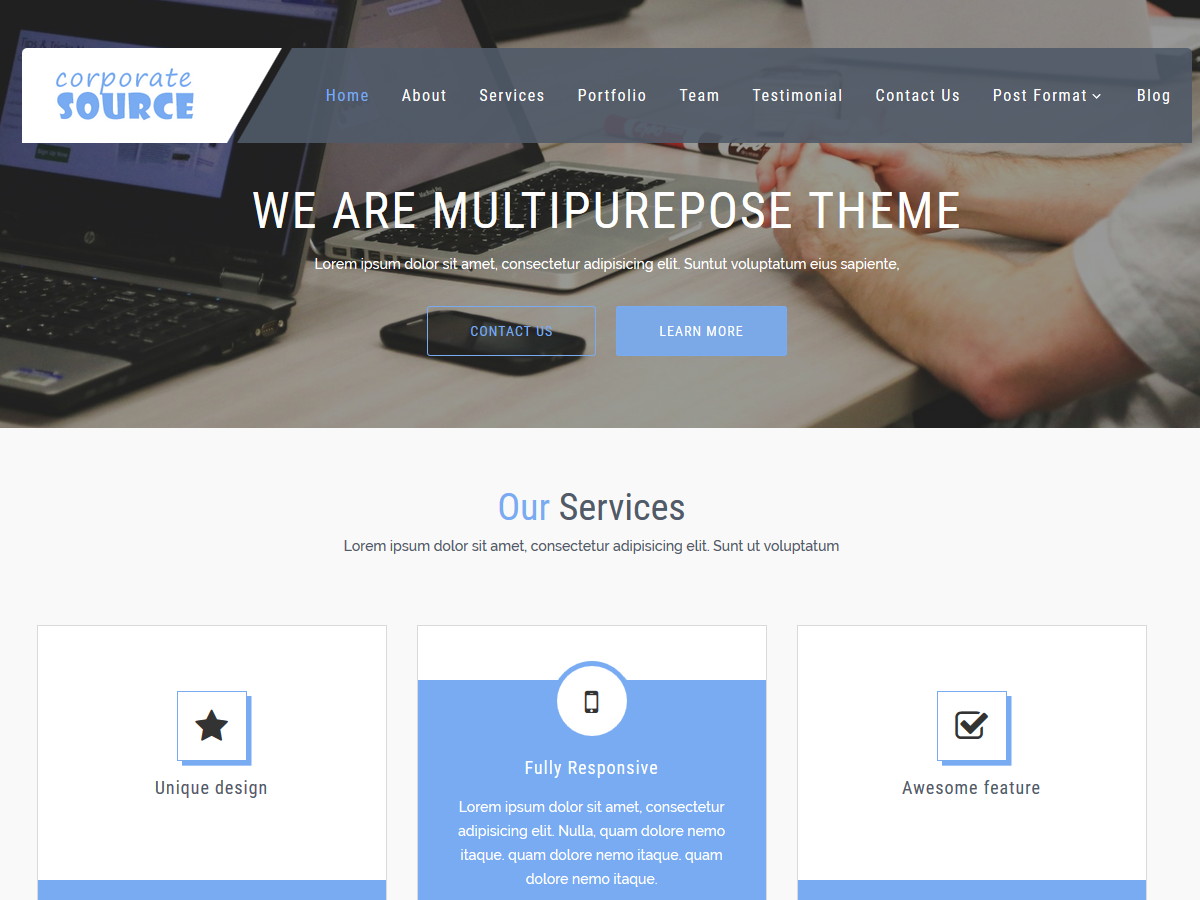 corporate
SOURCE
Home About Services Portfolio Team Testimonial Contact Us Post Format Blog
WE ARE MULTIPUREPOSE THEME
Lorem ipsum dolor sit amet, consectetur adipisicing elit. Suntut voluptatum eius sapiente,
CONTACT US LEARN MORE
Our Services
Lorem ipsum dolor sit amet, consectetur adipisicing elit. Sunt ut voluptatum
Unique design
Fully Responsive
Lorem ipsum dolor sit amet, consectetur
adipisicing elit. Nulla, quam dolore nemo
itaque. quam dolore nemo itaque. quam
dolore nemo itaque.
Awesome feature